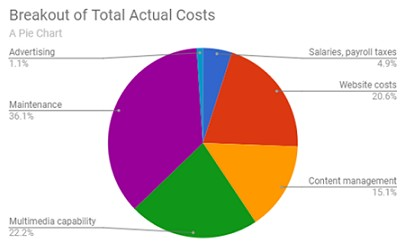 Breakout of Total Actual Costs
A Pie Chart
Advertising
1.1%
Salaries, payroll taxes
4.9%
Website costs
20.6%
Maintenance
36.1%
Content management
15.1%
Multimedia capability
22.2%